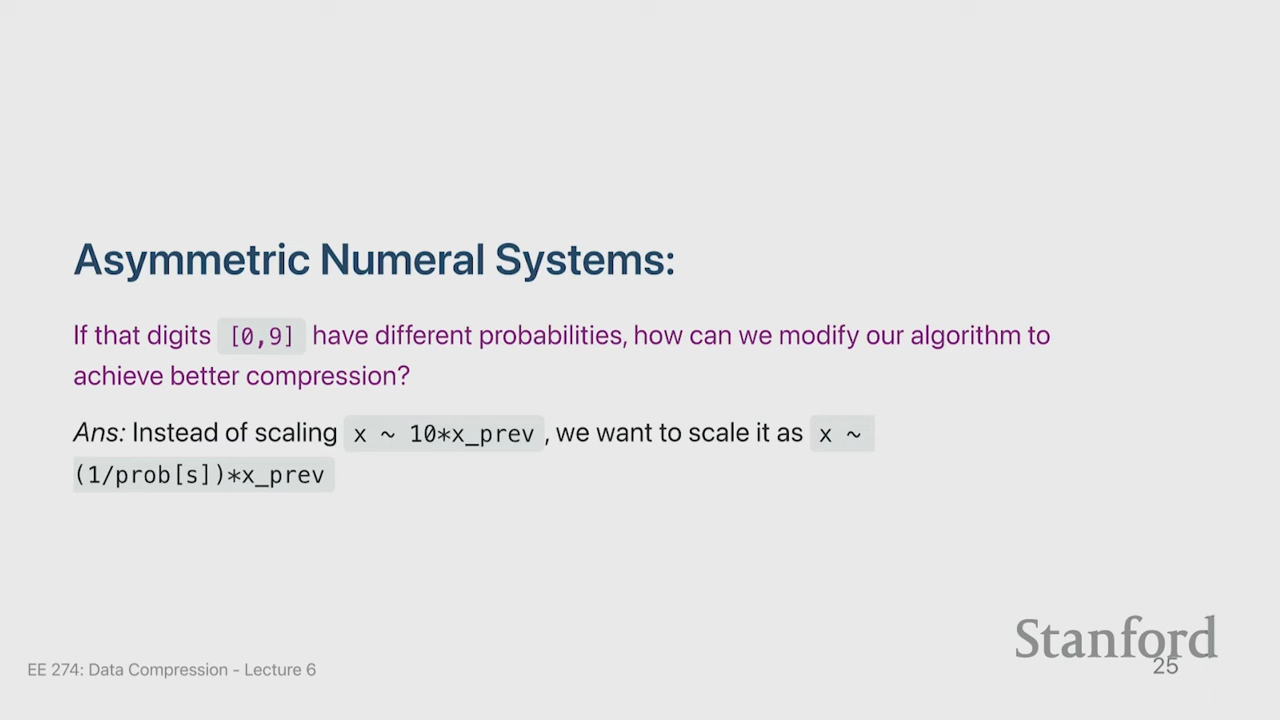 Asymmetric Numeral Systems:
If that digits [0,9] have different probabilities, how can we modify our algorithm to
achieve better compression?
Ans: Instead of scaling x ~ 10*x_prev , we want to scale it as x ~
(1/prob[s])*x_prev
Stanford
25
EE 274: Data Compression - Lecture 6